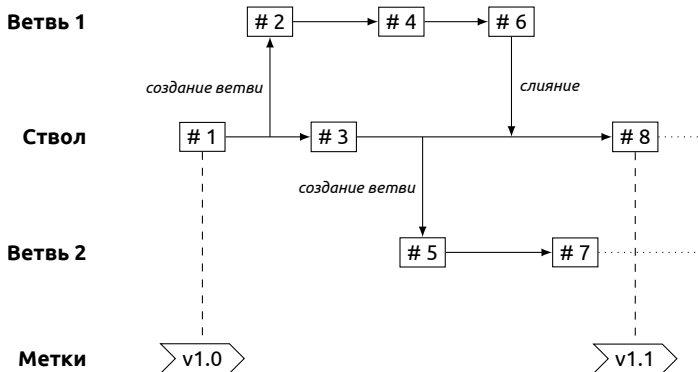 Ветвь 1
# 2
# 4
# 6
создание ветви
слияние
Ствол
# 1
# 3
# 8
создание ветви
Ветвь 2
# 5
# 7
Метки
v1.0
v1.1